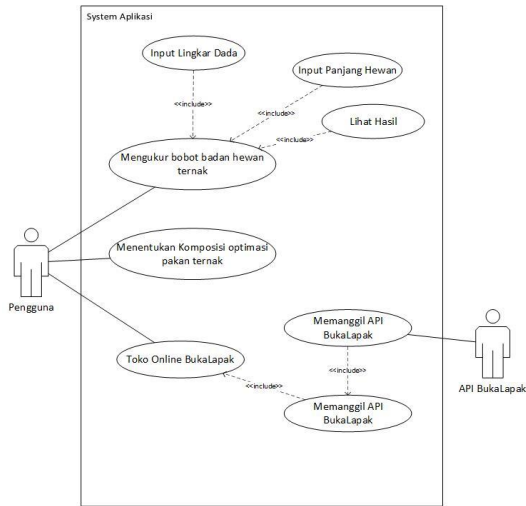 System Aplikasi
Input Lingkar Dada
Input Panjang Hewan
<<include>>
<<include>>
Lihat Hasil
<<include>>
Mengukur bobot badan hewan
ternak
Menentukan Komposisi optimasi
pakan ternak
Pengguna
Memanggil API
BukaLapak
Toko Online BukaLapak
<<include>>
API BukaLapak
<<include>>
Memanggil API
BukaLapak